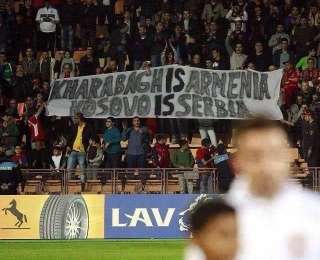 KHARABAGH IS ARMENIA
KOSOVO IS SERBIA
LAV